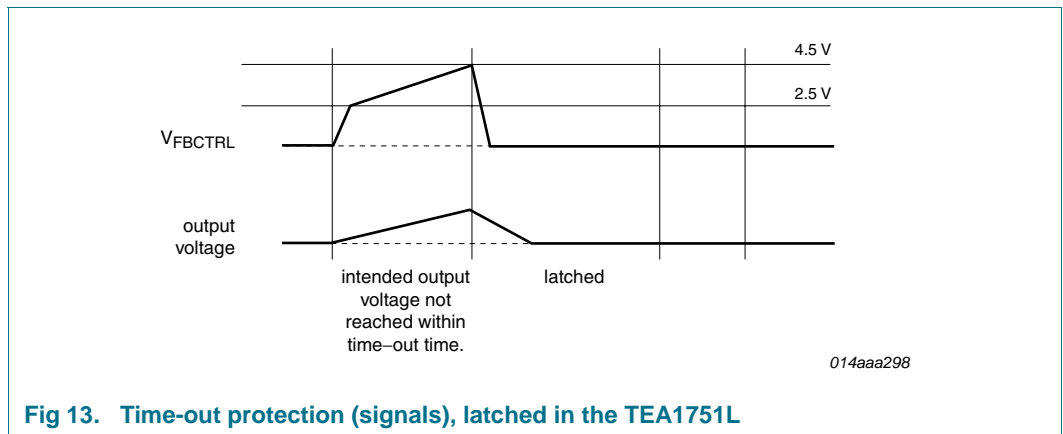 4.5 V
2.5 V
VFBCTRL
output
voltage
intended output
voltage not
reached within
time–out time.
latched
014aaa298
Fig 13. Time-out protection (signals), latched in the TEA1751L